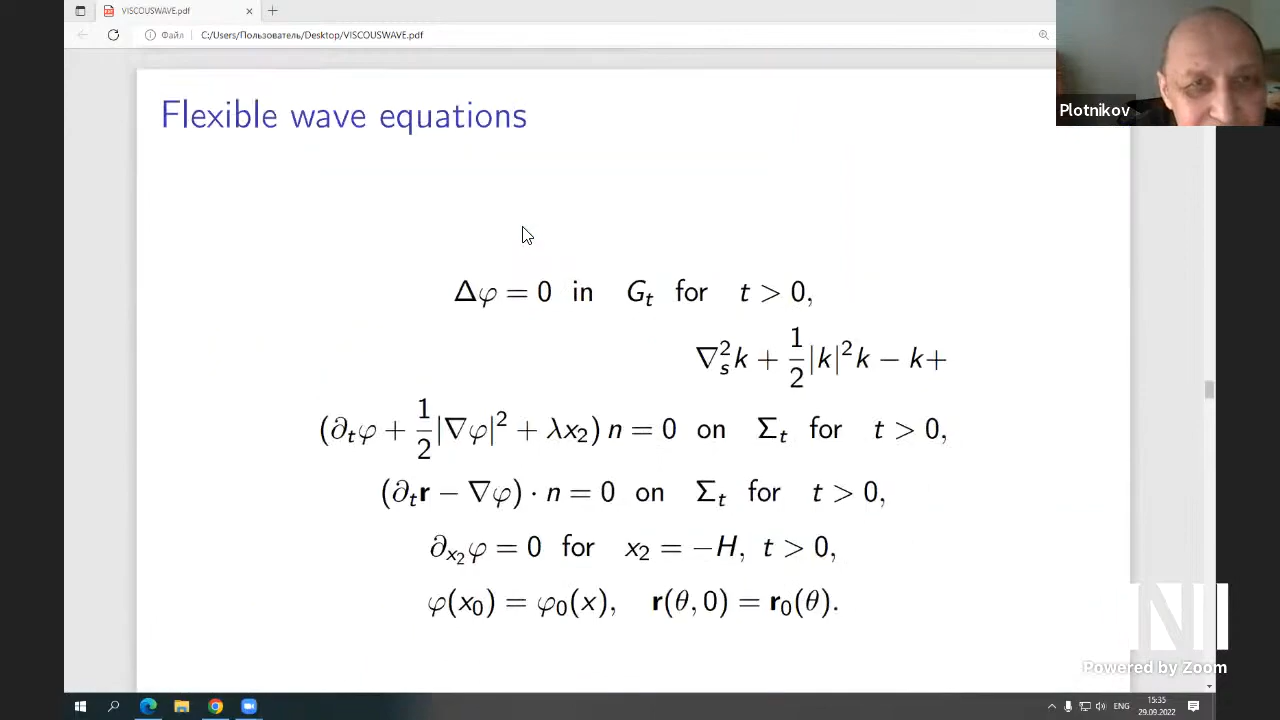 VISCOUSWAVE.pdf
Файл C:/Users/Пользователь/Desktop/VISCOUSWAVE.pdf
Plotnikov
Flexible wave equations
Δφ = 0 in G_t for t > 0,
∇_s^2 k + 1/2 |k|^2 k − k+
(∂_t φ + 1/2 |∇φ|^2 + λx_2) n = 0 on Σ_t for t > 0,
(∂_t r − ∇φ) · n = 0 on Σ_t for t > 0,
∂_{x_2} φ = 0 for x_2 = −H, t > 0,
φ(x_0) = φ_0(x), r(θ, 0) = r_0(θ).
Powered by Zoom
ENG
15:35
29.09.2022